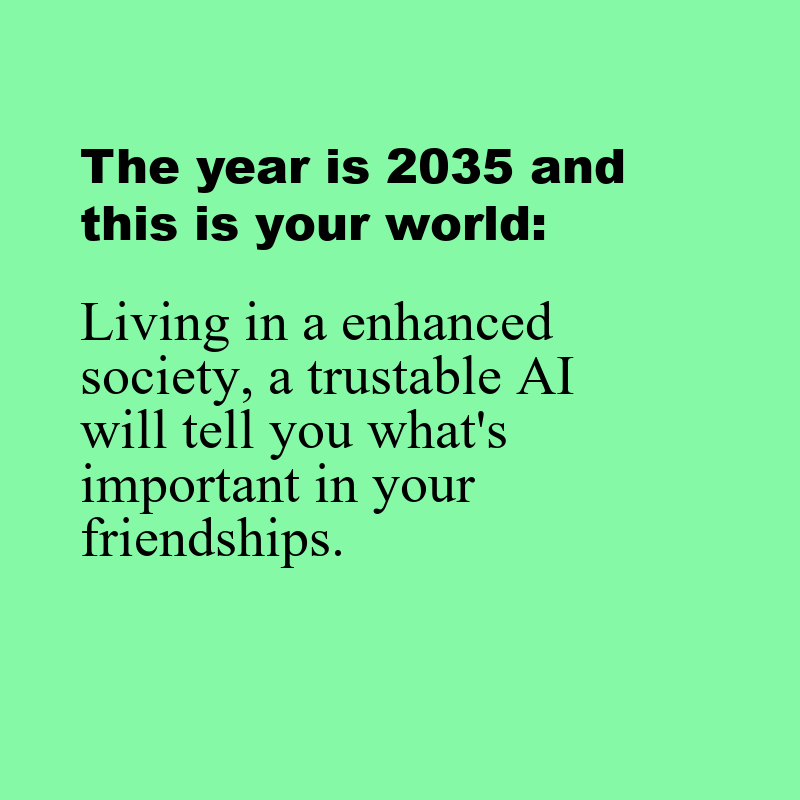 The year is 2035 and
this is your world:
Living in a enhanced
society, a trustable AI
will tell you what's
important in your
friendships.